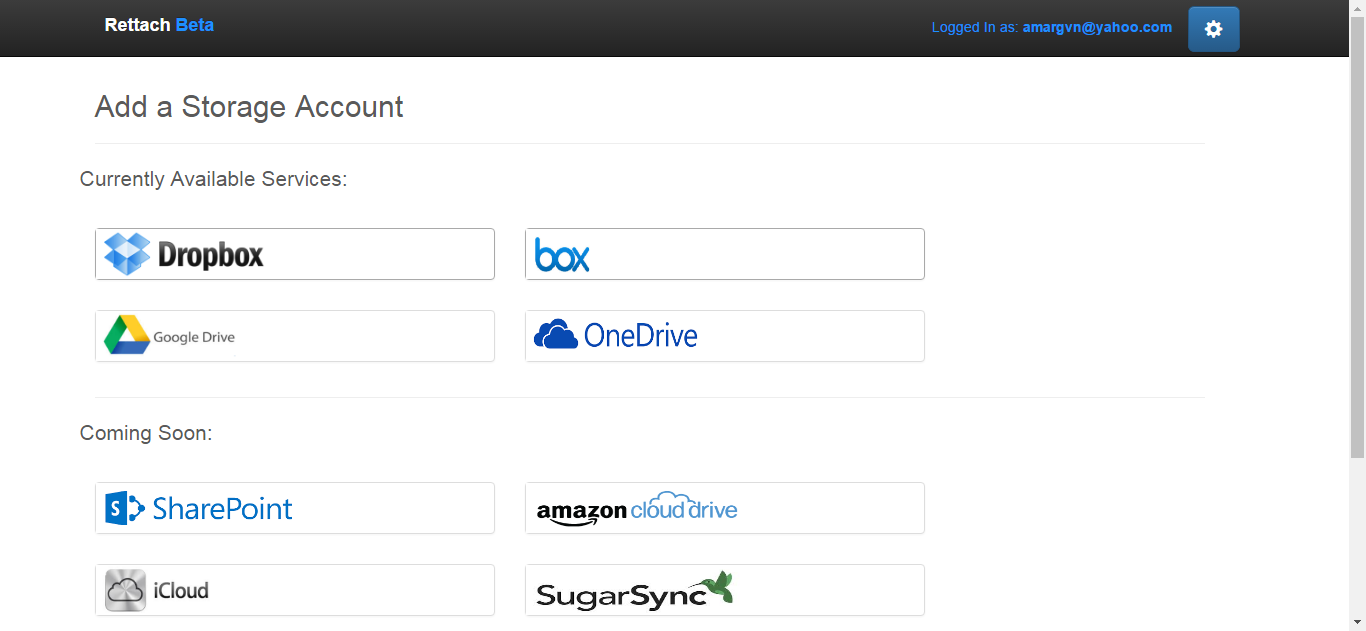 Rettach Beta
Logged In as: amargvn@yahoo.com
Add a Storage Account
Currently Available Services:
Dropbox
box
Google Drive
OneDrive
Coming Soon:
S SharePoint
amazon cloud drive
iCloud
SugarSync